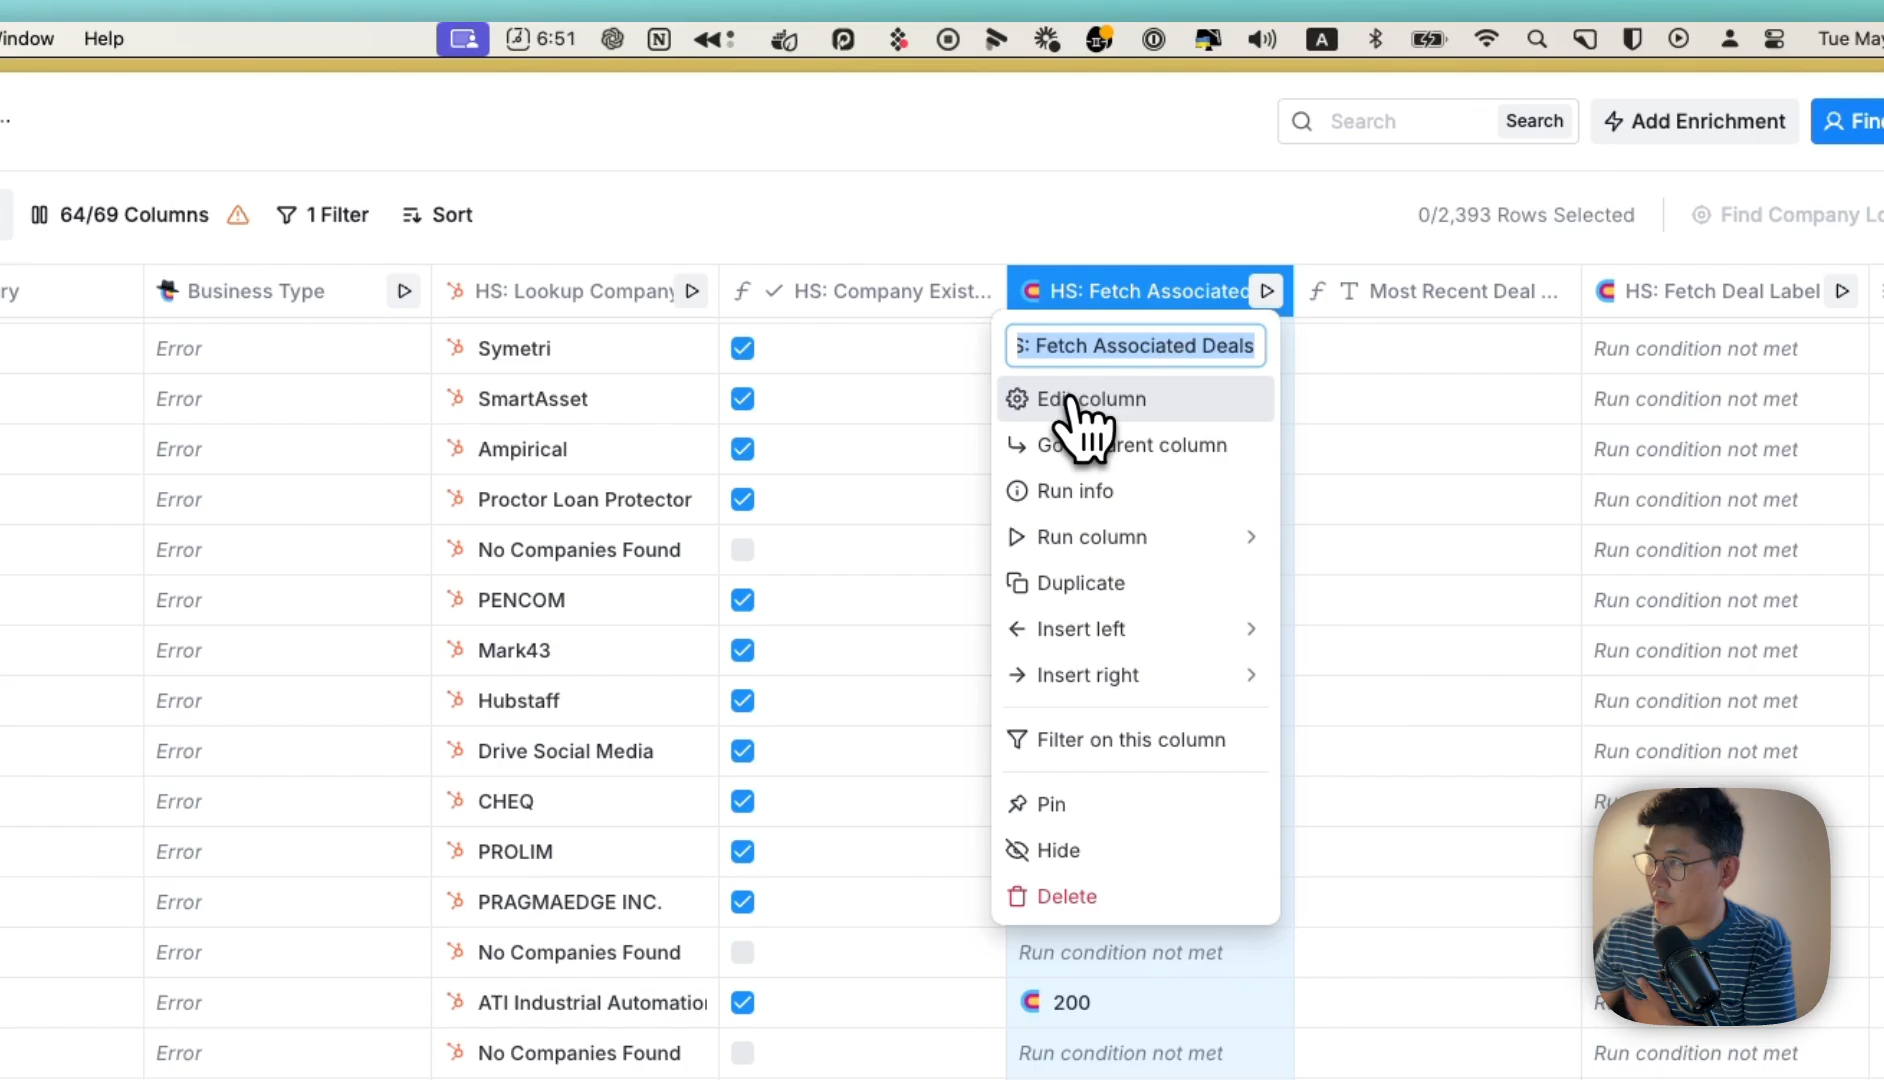 Window Help 6:51 A Tue May
..
Search Search Add Enrichment Find
64/69 Columns 1 Filter Sort 0/2,393 Rows Selected Find Company Lo
ry Business Type HS: Lookup Company HS: Company Exist... HS: Fetch Associated Most Recent Deal ... HS: Fetch Deal Label
S: Fetch Associated Deals
Edit column
Go parent column
Run info
Run column
Duplicate
Insert left
Insert right
Filter on this column
Pin
Hide
Delete
Error Symetri Run condition not met
Error SmartAsset Run condition not met
Error Ampirical Run condition not met
Error Proctor Loan Protector Run condition not met
Error No Companies Found Run condition not met
Error PENCOM Run condition not met
Error Mark43 Run condition not met
Error Hubstaff Run condition not met
Error Drive Social Media Run condition not met
Error CHEQ
Error PROLIM
Error PRAGMAEDGE INC.
Error No Companies Found Run condition not met
Error ATI Industrial Automation 200
Error No Companies Found Run condition not met Run condition not met